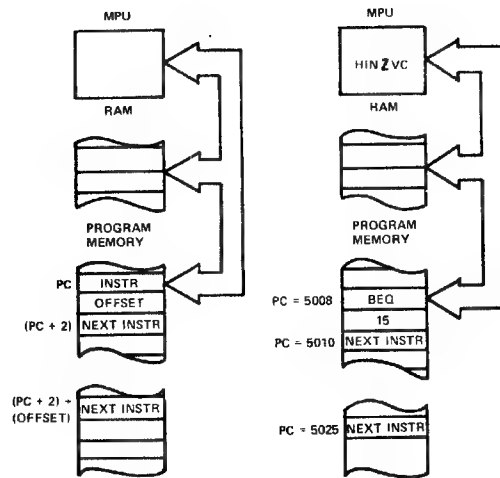 MPU
RAM
PROGRAM
MEMORY
PC
INSTR
OFFSET
(PC + 2)
NEXT INSTR
(PC + 2) +
(OFFSET)
NEXT INSTR
MPU
HINZVC
RAM
PROGRAM
MEMORY
PC = 5008
BEQ
15
PC = 5010
NEXT INSTR
PC = 5025
NEXT INSTR